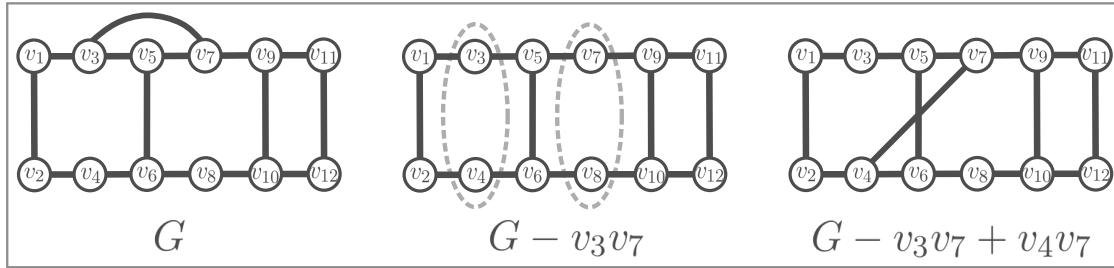 v1 v3 v5 v7 v9 v11 v1 v3 v5 v7 v9 v11 v1 v3 v5 v7 v9 v11
v2 v4 v6 v8 v10 v12 v2 v4 v6 v8 v10 v12 v2 v4 v6 v8 v10 v12
G G − v3v7 G − v3v7 + v4v7